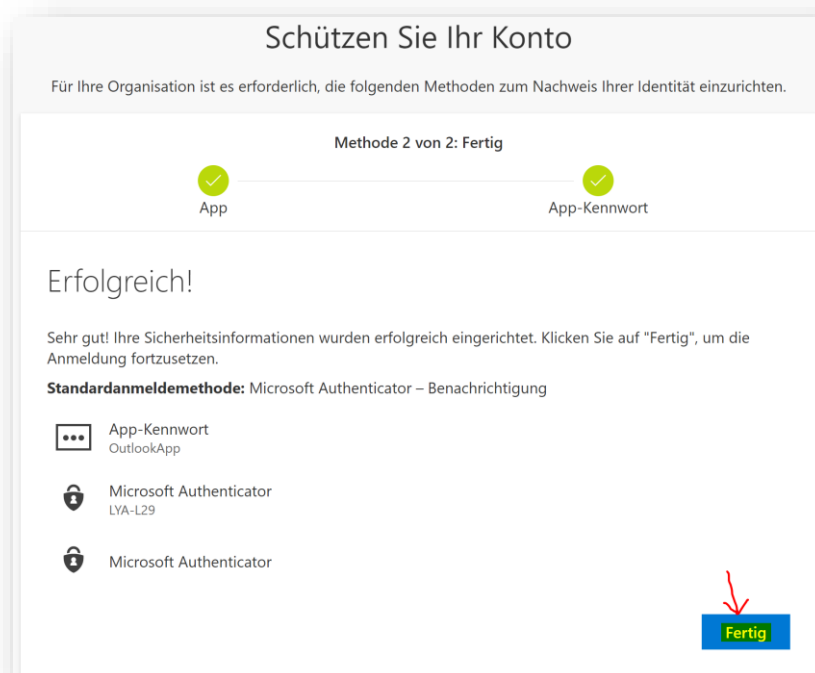 Schützen Sie Ihr Konto
Für Ihre Organisation ist es erforderlich, die folgenden Methoden zum Nachweis Ihrer Identität einzurichten.
Methode 2 von 2: Fertig
App
App-Kennwort
Erfolgreich!
Sehr gut! Ihre Sicherheitsinformationen wurden erfolgreich eingerichtet. Klicken Sie auf "Fertig", um die
Anmeldung fortzusetzen.
Standardanmeldemethode: Microsoft Authenticator – Benachrichtigung
App-Kennwort
OutlookApp
Microsoft Authenticator
LYA-L29
Microsoft Authenticator
Fertig